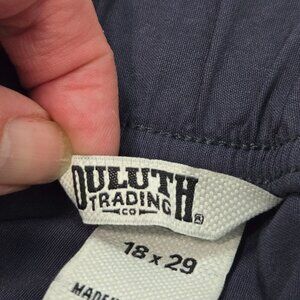 DULUTH
TRADING
CO
®
18 x 29
MADE